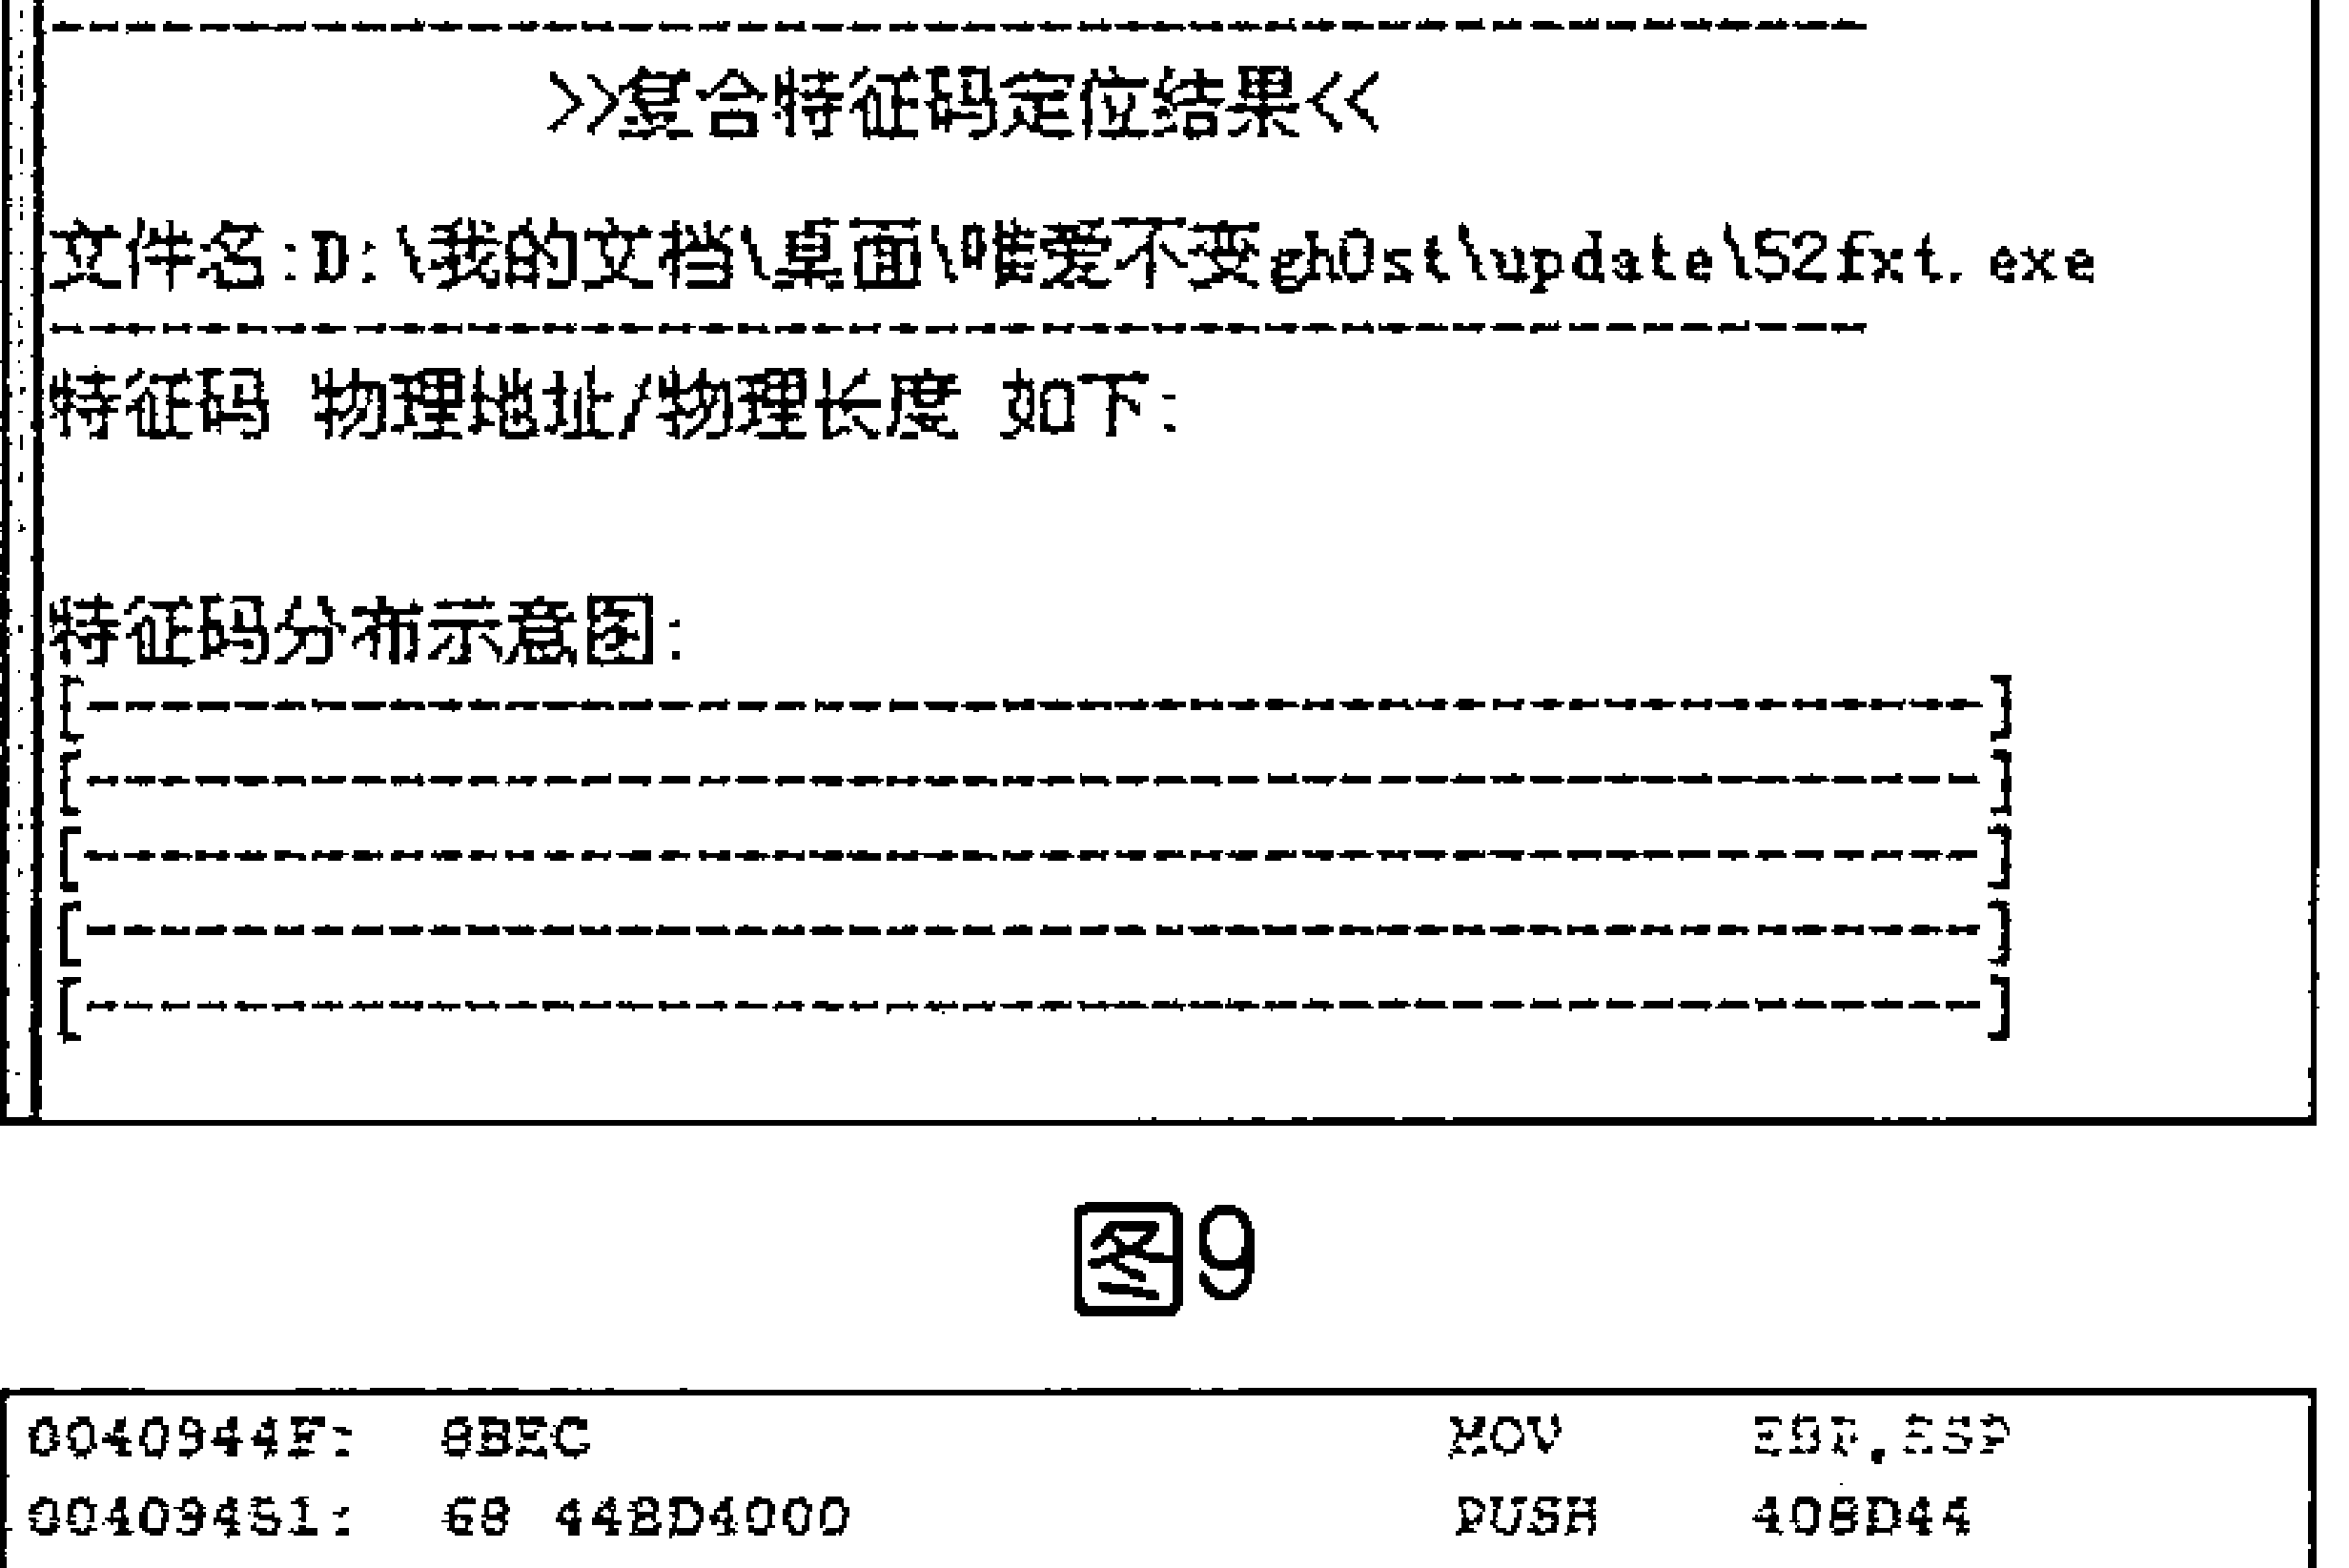 ------------------------------------------------
>>复合特征码定位结果<<
文件名:D:\我的文档\桌面\唯爱不变gh0st\update\52fxt.exe
------------------------------------------------
特征码 物理地址/物理长度 如下:
特征码分布示意图:
[--------------------------------------------------]
[--------------------------------------------------]
[--------------------------------------------------]
[--------------------------------------------------]
[--------------------------------------------------]
图9
0040944F: 8BEC MOV EBP,ESP
00409451: 68 448D4000 PUSH 408D44